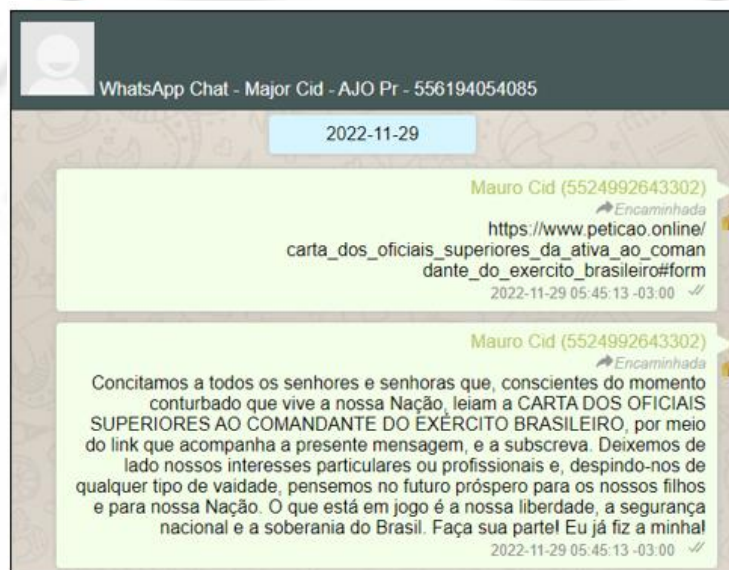 WhatsApp Chat - Major Cid - AJO Pr - 556194054085
2022-11-29
Mauro Cid (5524992643302)
Encaminhada
https://www.peticao.online/
carta_dos_oficiais_superiores_da_ativa_ao_coman
dante_do_exercito_brasileiro#form
2022-11-29 05:45:13 -03:00
Mauro Cid (5524992643302)
Encaminhada
Concitamos a todos os senhores e senhoras que, conscientes do momento
conturbado que vive a nossa Nação, leiam a CARTA DOS OFICIAIS
SUPERIORES AO COMANDANTE DO EXÉRCITO BRASILEIRO, por meio
do link que acompanha a presente mensagem, e a subscreva. Deixemos de
lado nossos interesses particulares ou profissionais e, despindo-nos de
qualquer tipo de vaidade, pensemos no futuro próspero para os nossos filhos
e para nossa Nação. O que está em jogo é a nossa liberdade, a segurança
nacional e a soberania do Brasil. Faça sua parte! Eu já fiz a minha!
2022-11-29 05:45:13 -03:00